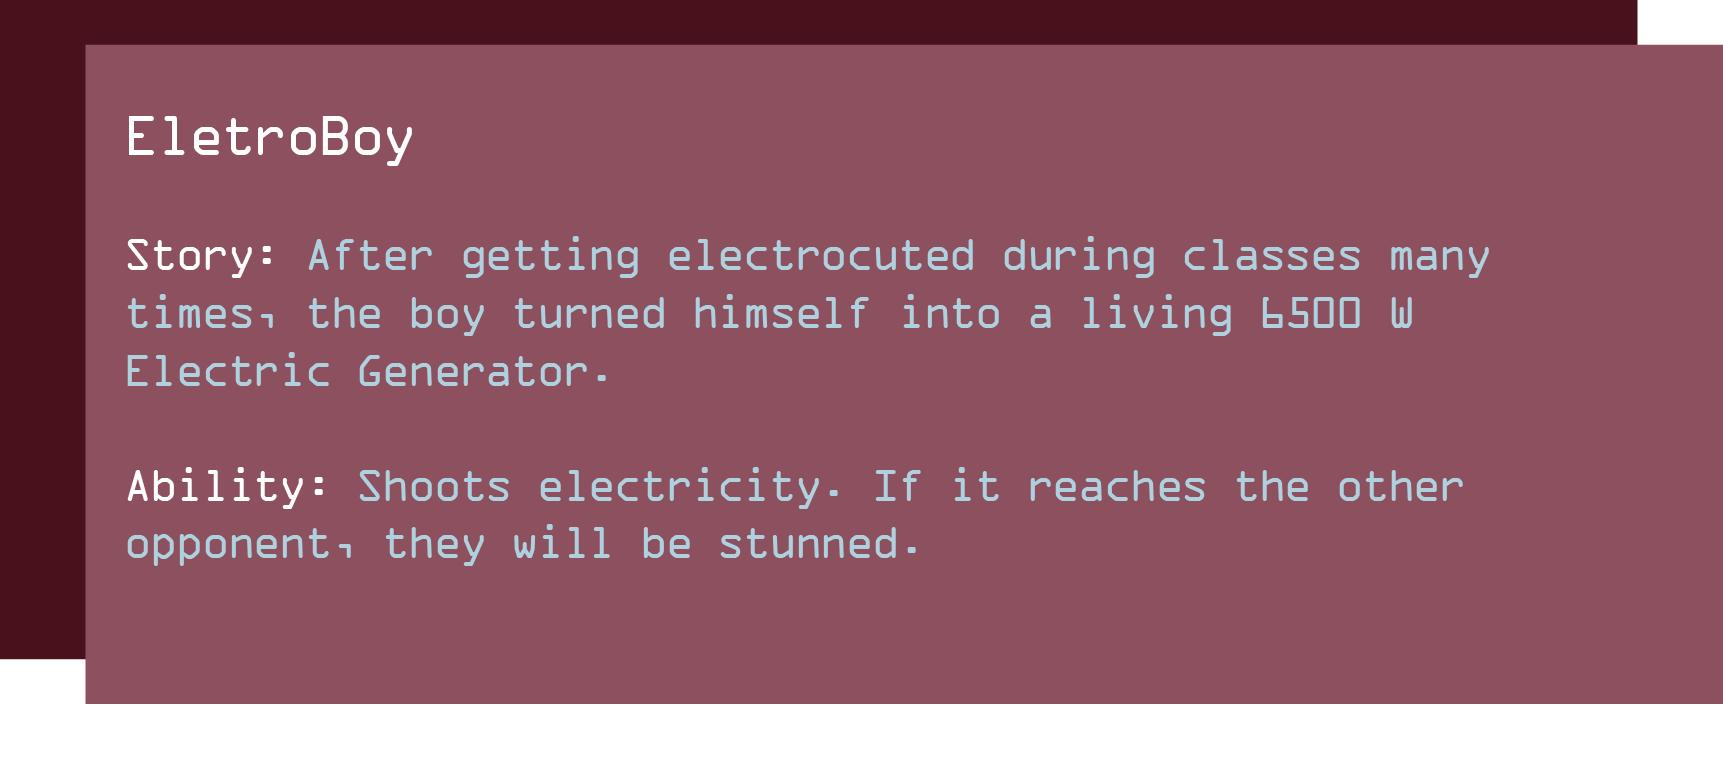 EletroBoy
Story: After getting electrocuted during classes many
times, the boy turned himself into a living 6500 W
Electric Generator.
Ability: Shoots electricity. If it reaches the other
opponent, they will be stunned.